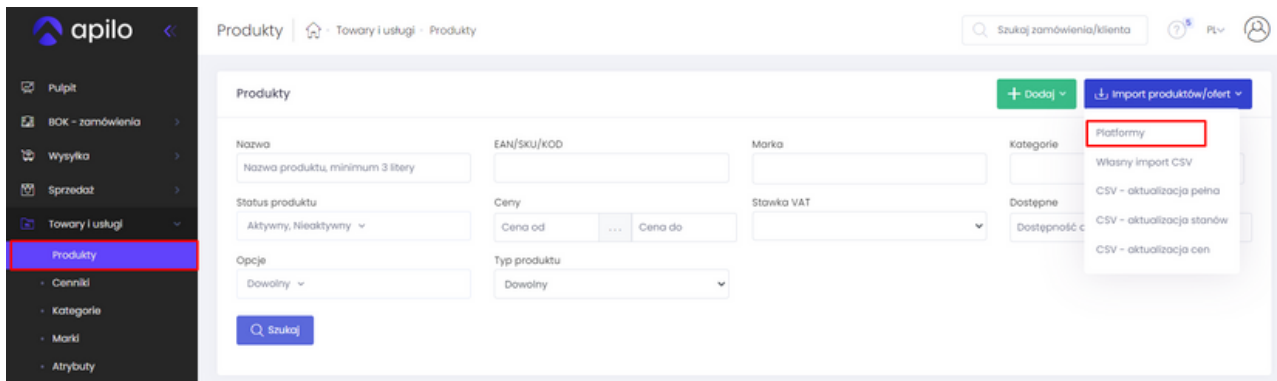 apilo
Produkty
Towary i usługi - Produkty
Szukaj zamówienia/klienta
5
PL
Pulpit
BOK - zamówienia
Wysyłka
Sprzedaż
Towary i usługi
Produkty
Cenniki
Kategorie
Marki
Atrybuty
Produkty
+ Dodaj
Import produktów/ofert
Platformy
Własny import CSV
CSV - aktualizacja pełna
CSV - aktualizacja stanów
CSV - aktualizacja cen
Nazwa
EAN/SKU/KOD
Marka
Kategorie
Nazwa produktu, minimum 3 litery
Status produktu
Ceny
Stawka VAT
Dostępne
Aktywny, Nieaktywny
Cena od
...
Cena do
Dostępność
Opcje
Typ produktu
Dowolny
Dowolny
Szukaj